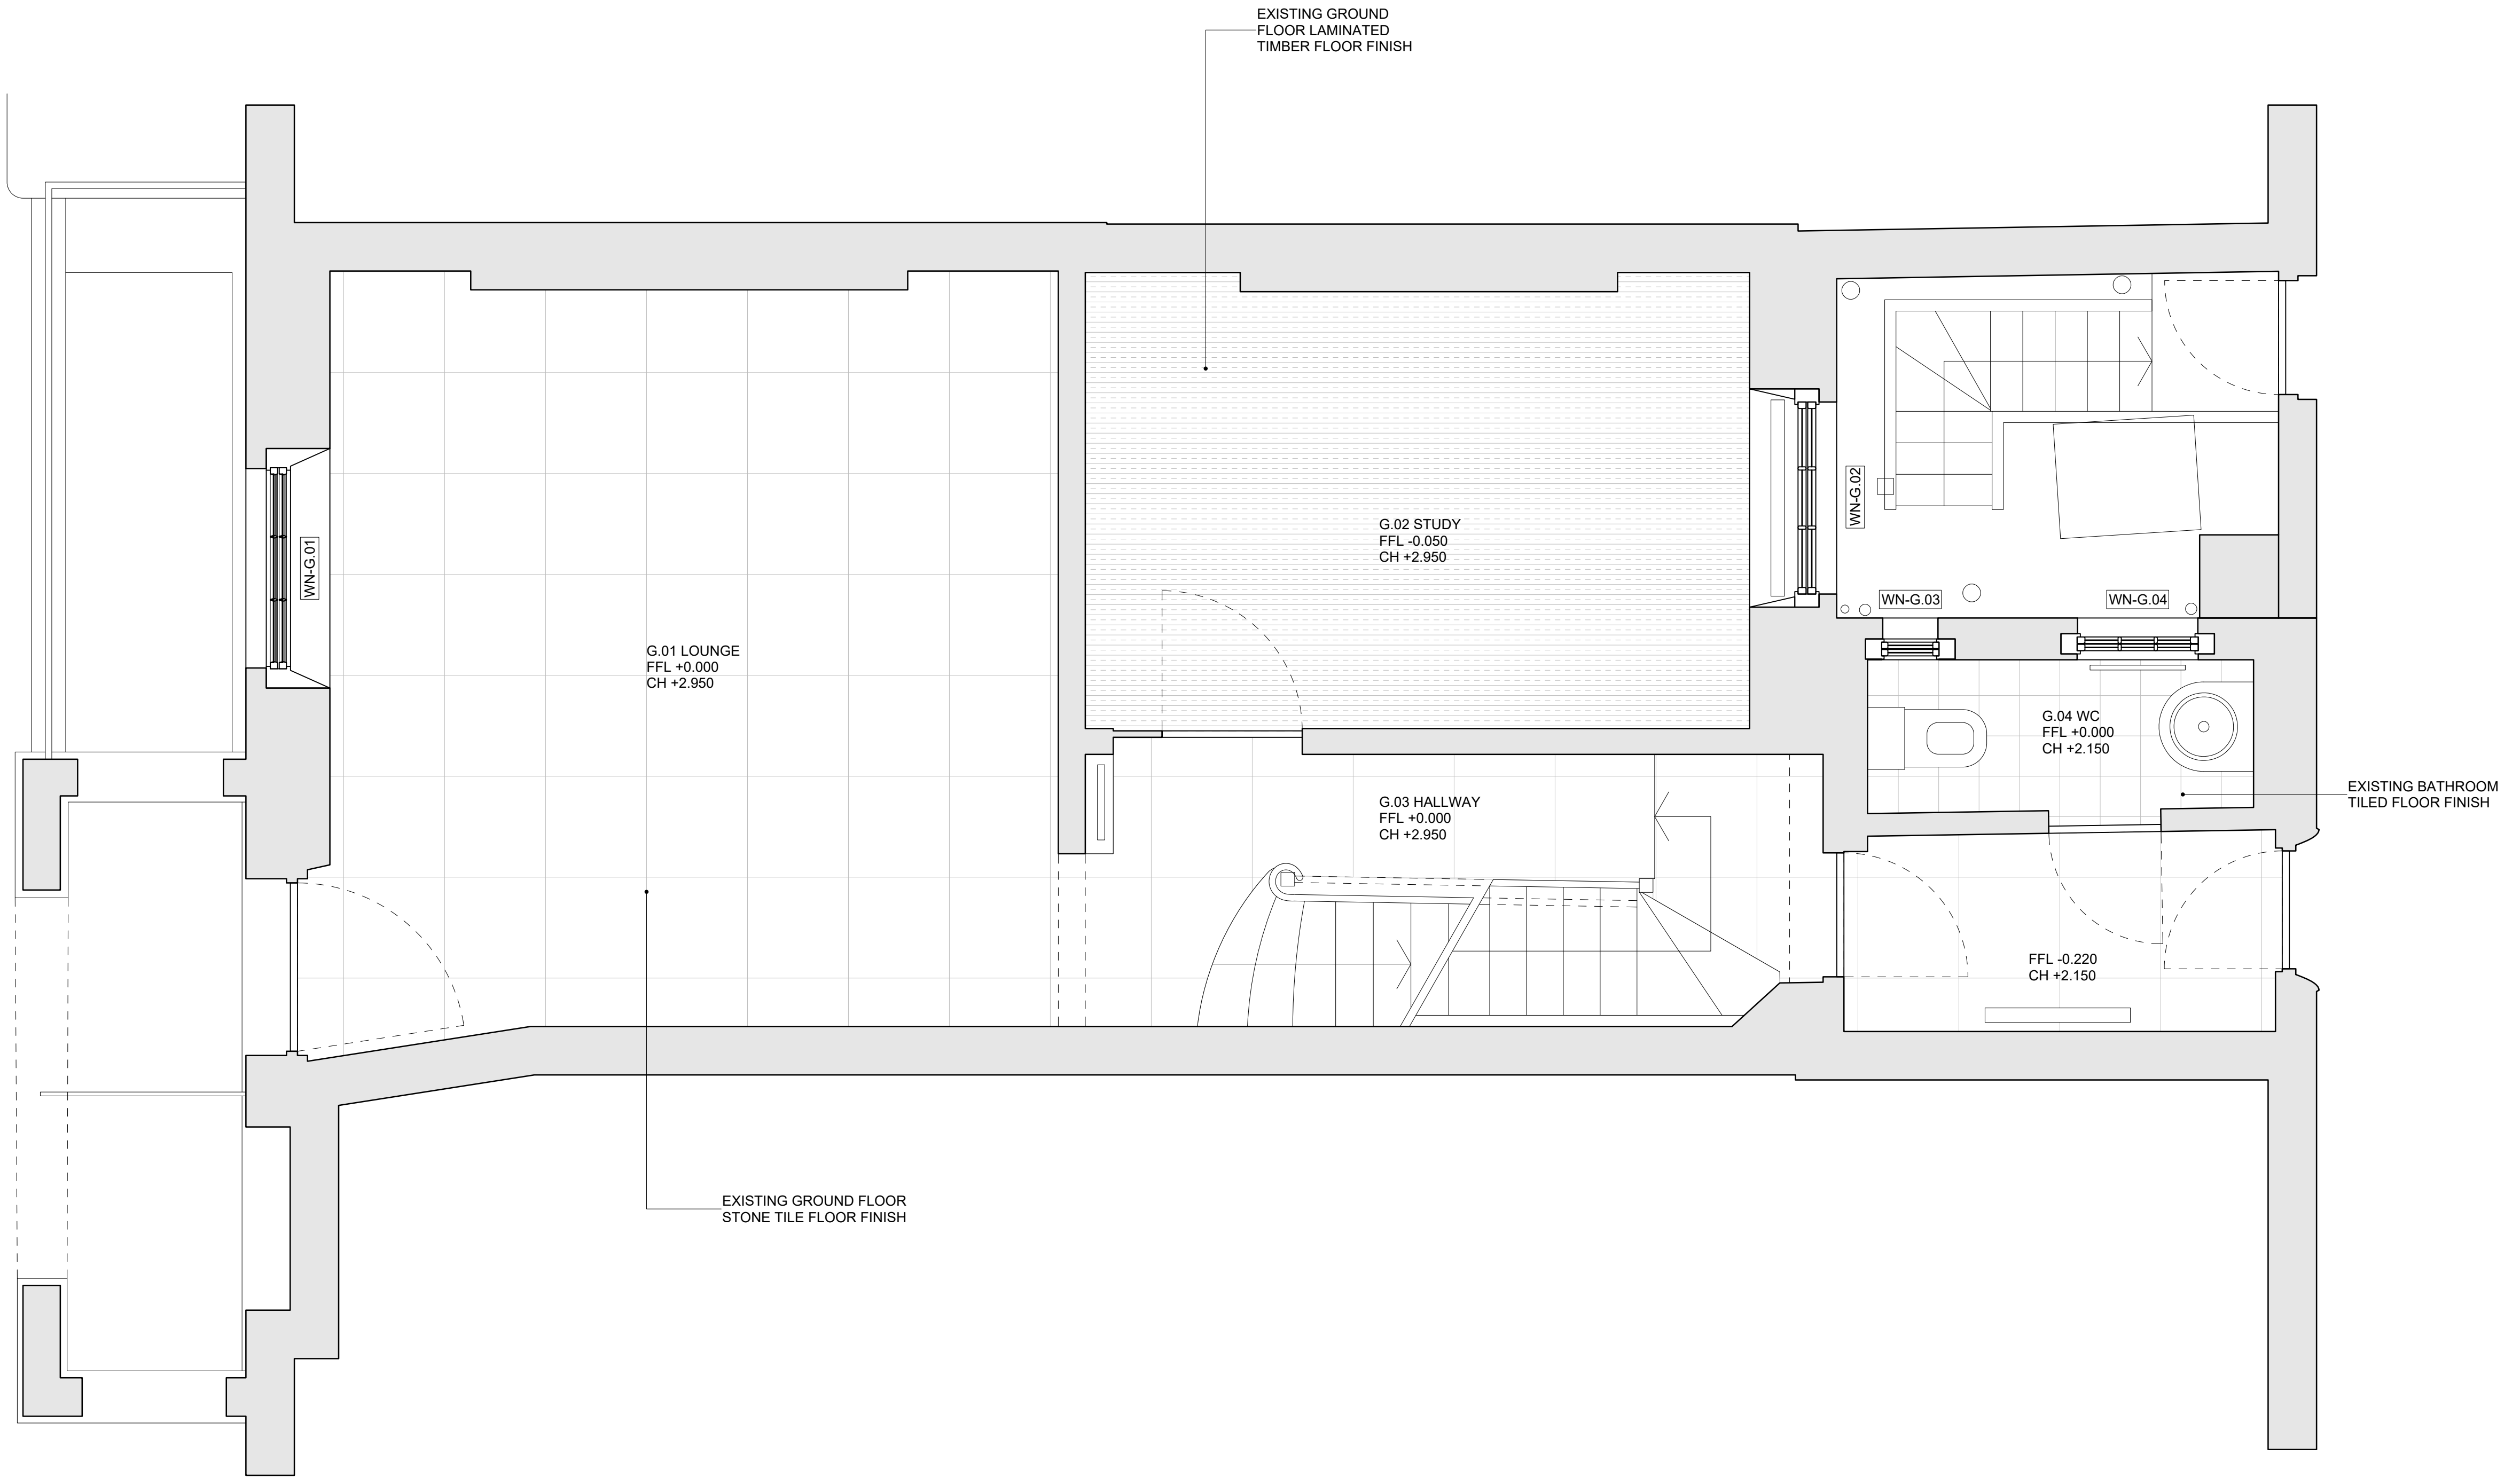 EXISTING GROUND
FLOOR LAMINATED
TIMBER FLOOR FINISH
WN-G.01
G.01 LOUNGE
FFL +0.000
CH +2.950
G.02 STUDY
FFL -0.050
CH +2.950
WN-G.02
WN-G.03
WN-G.04
G.03 HALLWAY
FFL +0.000
CH +2.950
G.04 WC
FFL +0.000
CH +2.150
EXISTING BATHROOM
TILED FLOOR FINISH
FFL -0.220
CH +2.150
EXISTING GROUND FLOOR
STONE TILE FLOOR FINISH